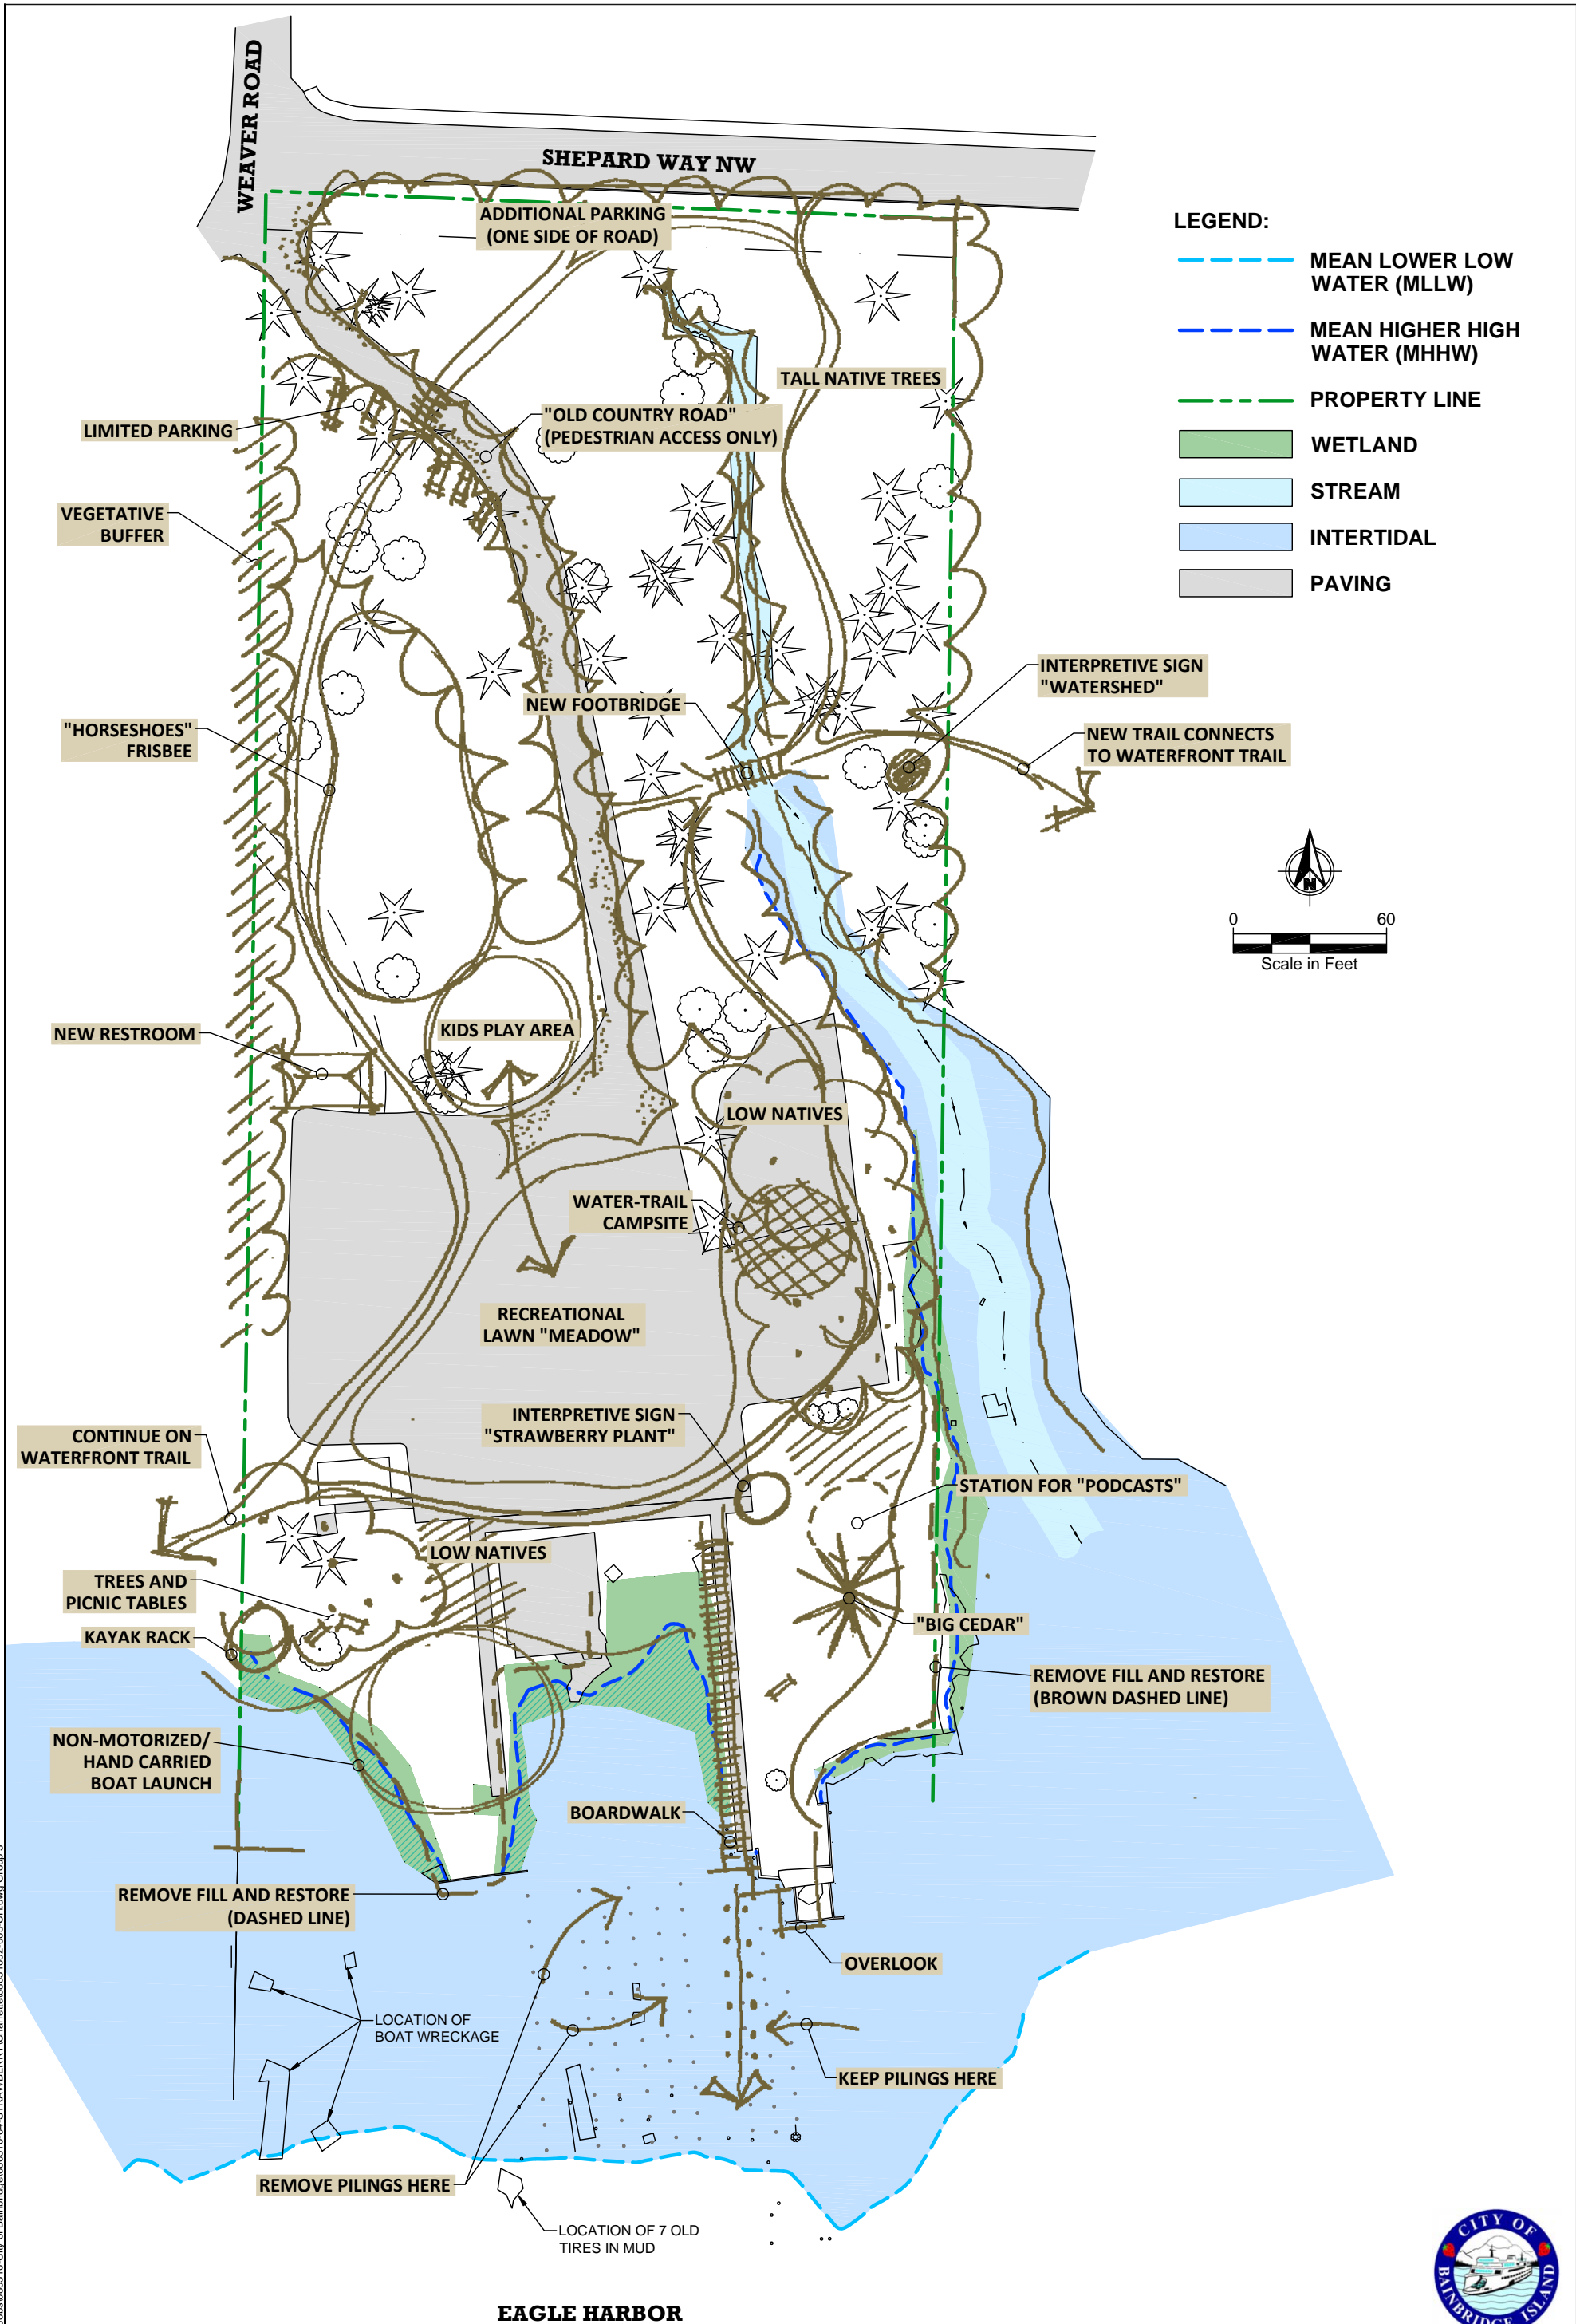 WEAVER ROAD
SHEPARD WAY NW
ADDITIONAL PARKING
(ONE SIDE OF ROAD)
LEGEND:
MEAN LOWER LOW
WATER (MLLW)
MEAN HIGHER HIGH
WATER (MHHW)
PROPERTY LINE
WETLAND
STREAM
INTERTIDAL
PAVING
TALL NATIVE TREES
LIMITED PARKING
"OLD COUNTRY ROAD"
(PEDESTRIAN ACCESS ONLY)
VEGETATIVE
BUFFER
INTERPRETIVE SIGN
"WATERSHED"
NEW FOOTBRIDGE
"HORSESHOES"
FRISBEE
NEW TRAIL CONNECTS
TO WATERFRONT TRAIL
N
0 60
Scale in Feet
NEW RESTROOM
KIDS PLAY AREA
LOW NATIVES
WATER-TRAIL
CAMPSITE
RECREATIONAL
LAWN "MEADOW"
INTERPRETIVE SIGN
"STRAWBERRY PLANT"
CONTINUE ON
WATERFRONT TRAIL
STATION FOR "PODCASTS"
LOW NATIVES
TREES AND
PICNIC TABLES
"BIG CEDAR"
KAYAK RACK
REMOVE FILL AND RESTORE
(BROWN DASHED LINE)
NON-MOTORIZED/
HAND CARRIED
BOAT LAUNCH
BOARDWALK
REMOVE FILL AND RESTORE
(DASHED LINE)
OVERLOOK
LOCATION OF
BOAT WRECKAGE
KEEP PILINGS HERE
REMOVE PILINGS HERE
LOCATION OF 7 OLD
TIRES IN MUD
EAGLE HARBOR
CITY OF
BAINBRIDGE ISLAND